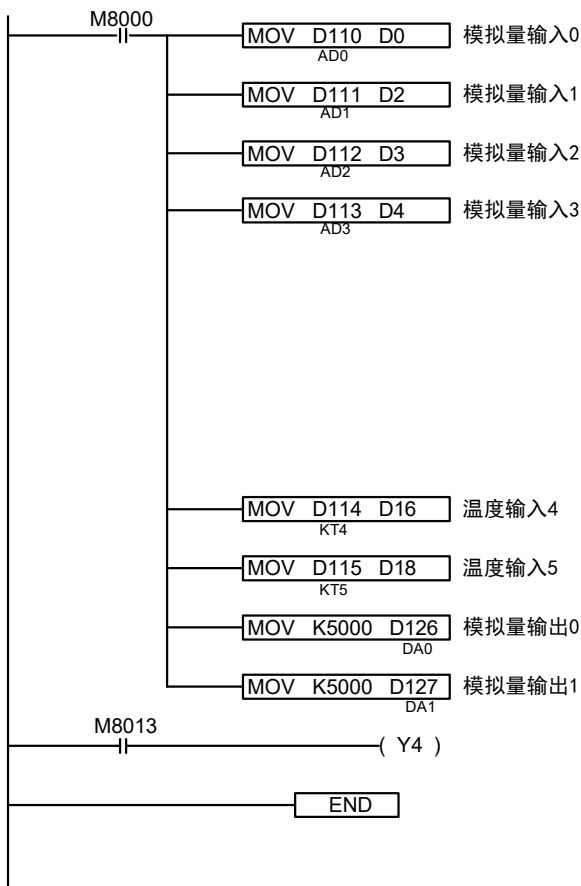 M8000
MOV D110 D0 模拟量输入0
AD0
MOV D111 D2 模拟量输入1
AD1
MOV D112 D3 模拟量输入2
AD2
MOV D113 D4 模拟量输入3
AD3
MOV D114 D16 温度输入4
KT4
MOV D115 D18 温度输入5
KT5
MOV K5000 D126 模拟量输出0
DA0
MOV K5000 D127 模拟量输出1
DA1
M8013
( Y4 )
END